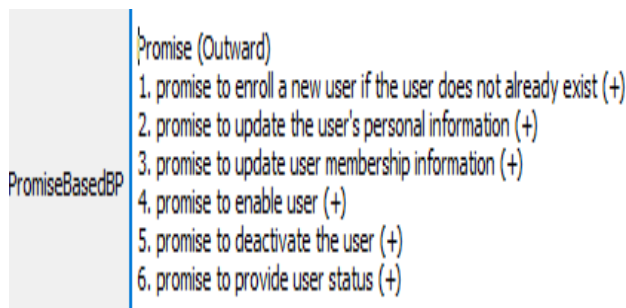 Promise (Outward)
1. promise to enroll a new user if the user does not already exist (+)
2. promise to update the user's personal information (+)
3. promise to update user membership information (+)
PromiseBasedBP
4. promise to enable user (+)
5. promise to deactivate the user (+)
6. promise to provide user status (+)